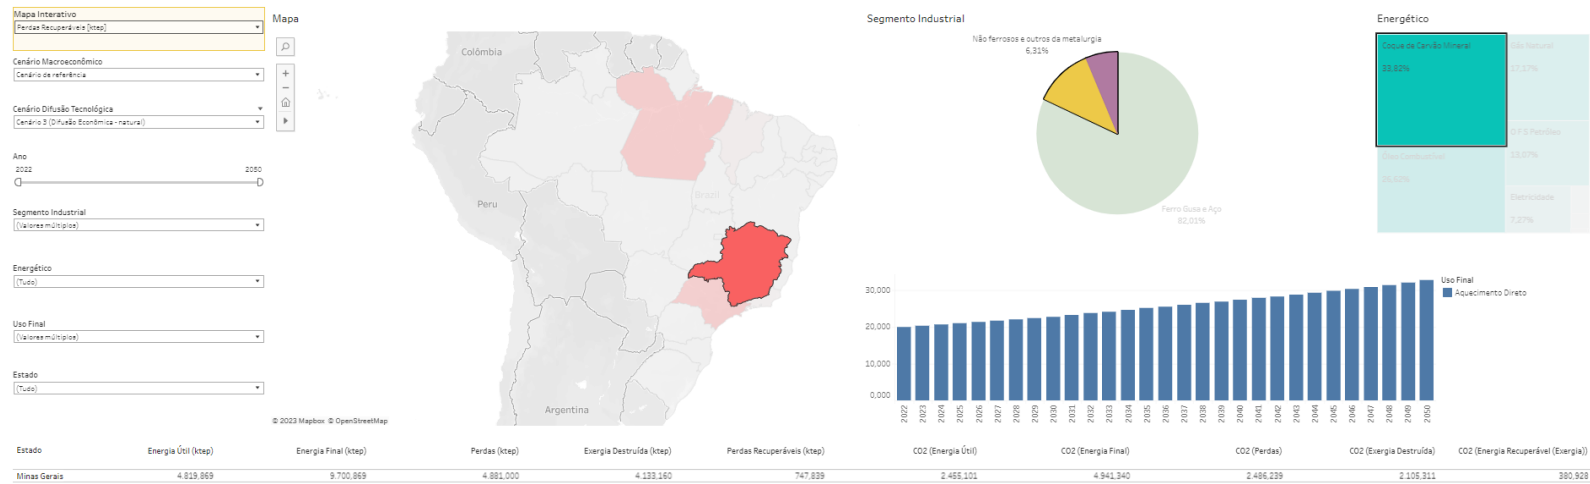 Mapa Interativo
Perdas Recuperáveis [ktep]
Cenário Macroeconômico
Cenário de referência
Cenário Difusão Tecnológica
Cenário 3 (Difusão Econômica - natural)
Ano
2022 2050
Segmento Industrial
(Valores múltiplos)
Energético
(Tudo)
Uso Final
(Valores múltiplos)
Estado
(Tudo)
Mapa
Colômbia
Peru
Brazil
Argentina
© 2023 Mapbox © OpenStreetMap
Segmento Industrial
Não ferrosos e outros da metalurgia
6,31%
Ferro Gusa e Aço
82,03%
Energético
Coque de Carvão Mineral
33,82%
Gás Natural
17,27%
Óleo Combustível
O F S Petróleo
Eletricidade
7,27%
30,000
20,000
10,000
0,000
2022 2023 2024 2025 2026 2027 2028 2029 2030 2031 2032 2033 2034 2035 2036 2037 2038 2039 2040 2041 2042 2043 2044 2045 2046 2047 2048 2049 2050
Uso Final
Aquecimento Direto
Estado Energia Útil (ktep) Energia Final (ktep) Perdas (ktep) Exergia Destruída (ktep) Perdas Recuperáveis (ktep) CO2 (Energia Útil) CO2 (Energia Final) CO2 (Perdas) CO2 (Exergia Destruída) CO2 (Energia Recuperável (Exergia))
Minas Gerais 4.819,869 9.700,869 4.881,000 4.133,160 747,839 2.455,101 4.941,340 2.486,239 2.105,311 380,928